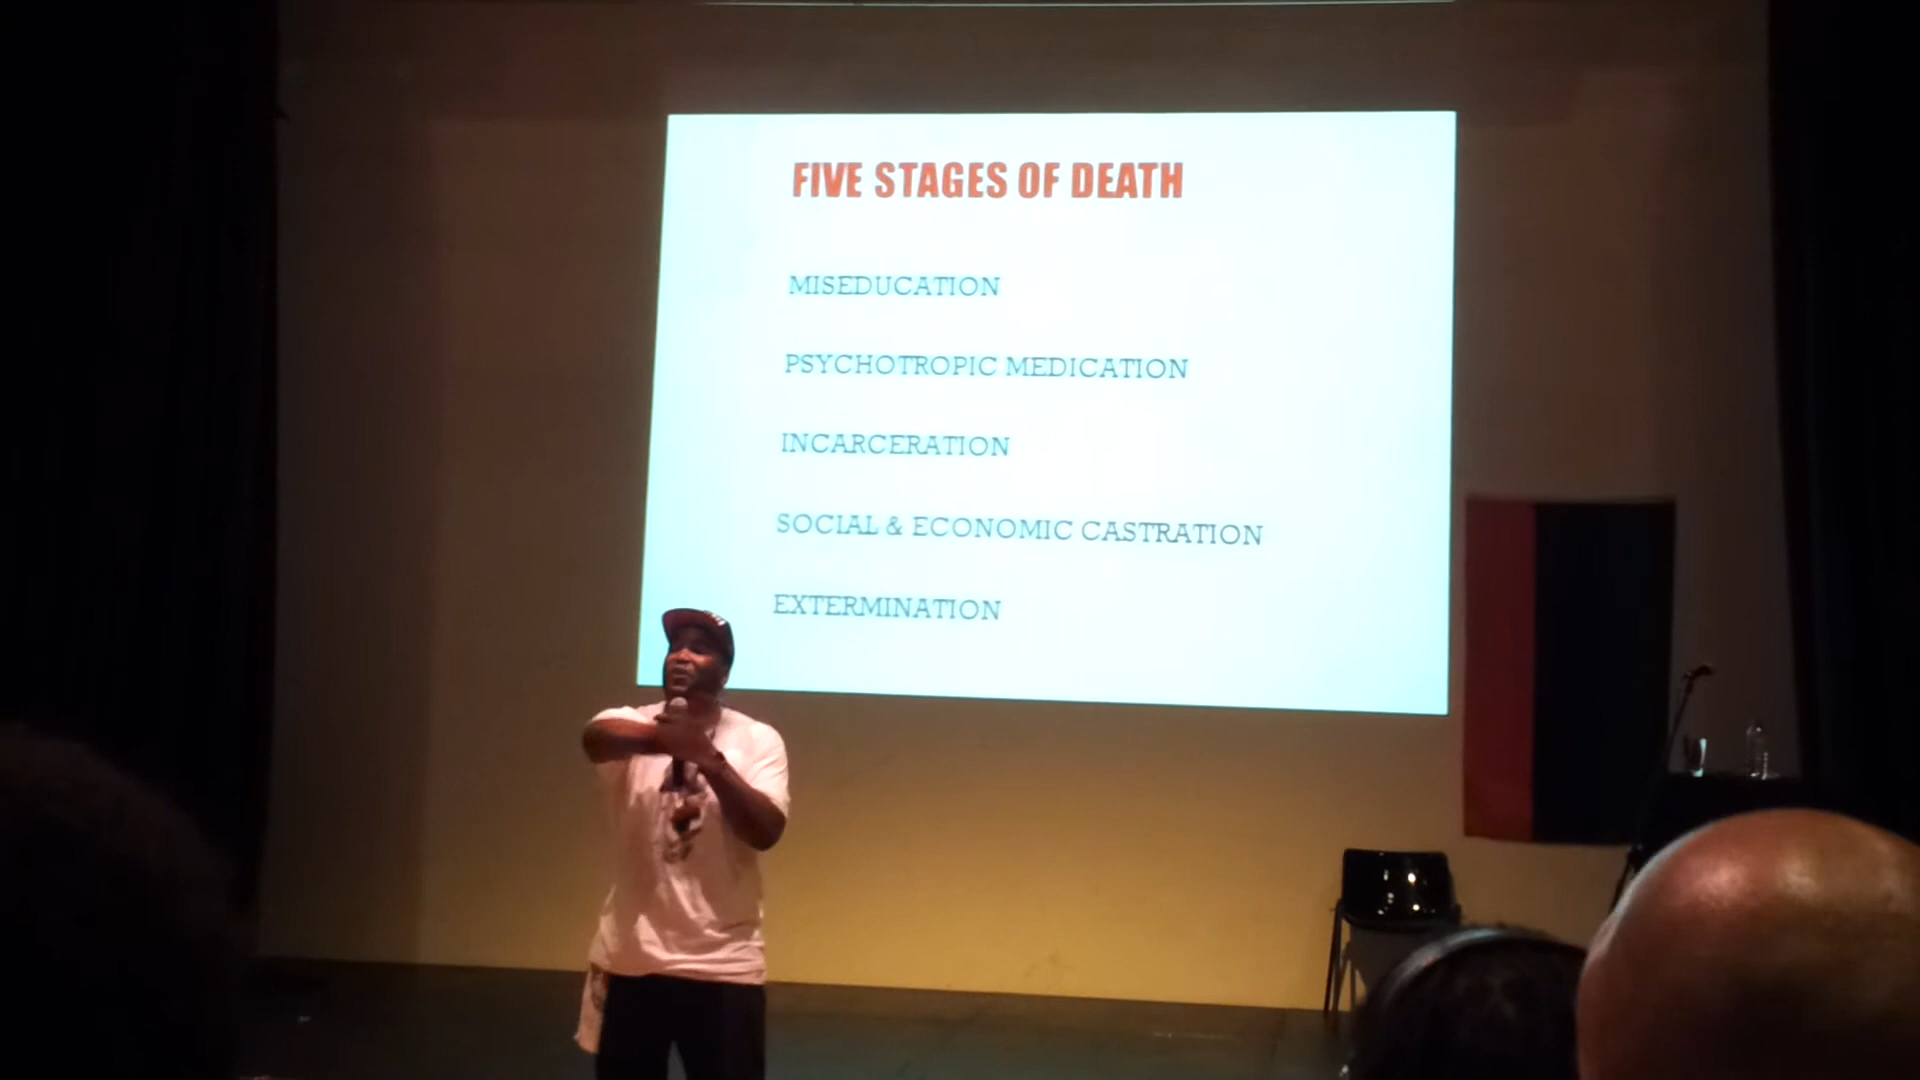 FIVE STAGES OF DEATH
MISEDUCATION
PSYCHOTROPIC MEDICATION
INCARCERATION
SOCIAL & ECONOMIC CASTRATION
EXTERMINATION